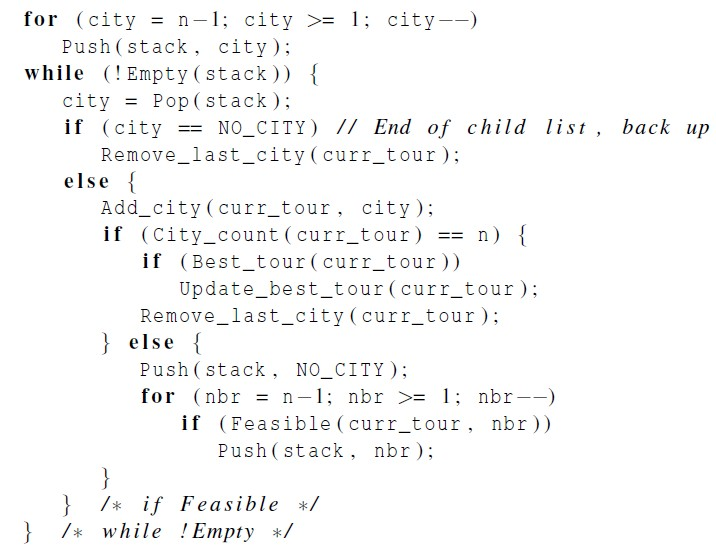 for (city = n−1; city >= 1; city−−)
Push(stack, city);
while (!Empty(stack)) {
city = Pop(stack);
if (city == NO_CITY) // End of child list, back up
Remove_last_city(curr_tour);
else {
Add_city(curr_tour, city);
if (City_count(curr_tour) == n) {
if (Best_tour(curr_tour))
Update_best_tour(curr_tour);
Remove_last_city(curr_tour);
} else {
Push(stack, NO_CITY);
for (nbr = n−1; nbr >= 1; nbr−−)
if (Feasible(curr_tour, nbr))
Push(stack, nbr);
}
} /* if Feasible */
} /* while !Empty */